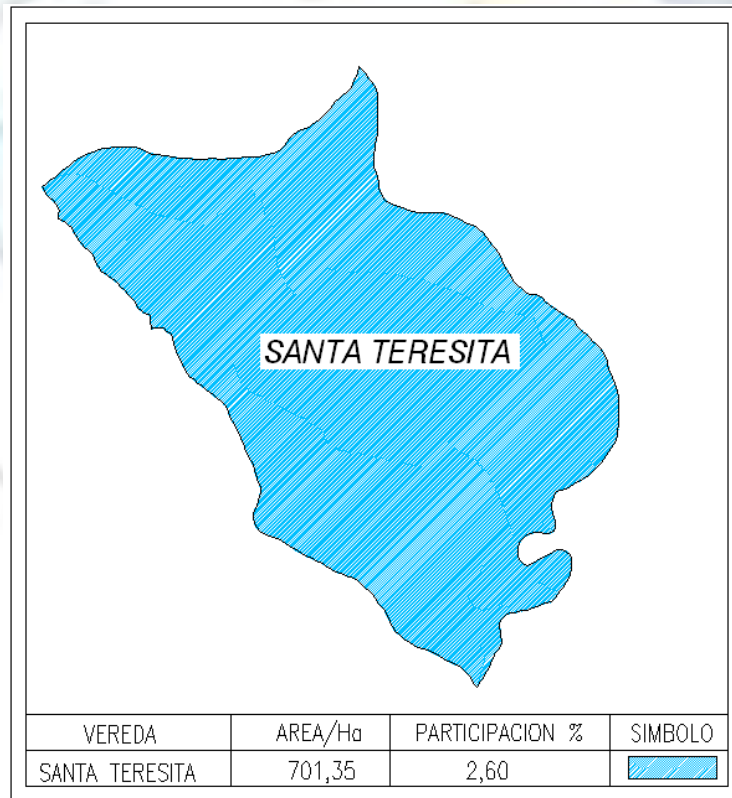 SANTA TERESITA
VEREDA AREA/Ha PARTICIPACION % SIMBOLO
SANTA TERESITA 701,35 2,60